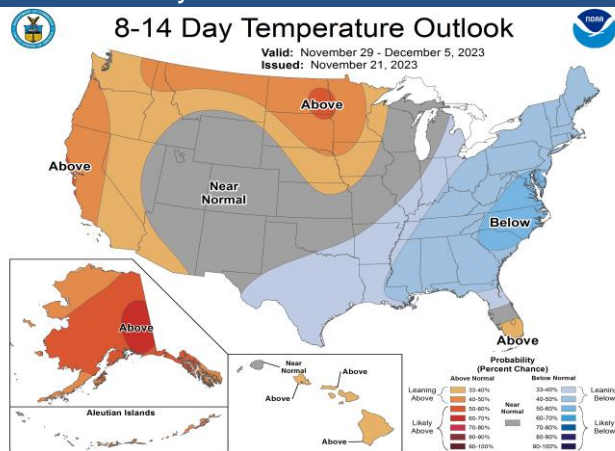 8-14 Day Temperature Outlook
Valid: November 29 - December 5, 2023
Issued: November 21, 2023
NOAA
Above
Above
Near
Normal
Below
Above
Above
Near
Normal
Above
Above
Above
Aleutian Islands
Probability
(Percent Chance)
Above Normal
Below Normal
Leaning
Above
33-40%
40-50%
Likely
Above
50-60%
60-70%
70-80%
80-90%
90-100%
Near
Normal
33-40%
40-50%
Leaning
Below
50-60%
60-70%
70-80%
80-90%
90-100%
Likely
Below